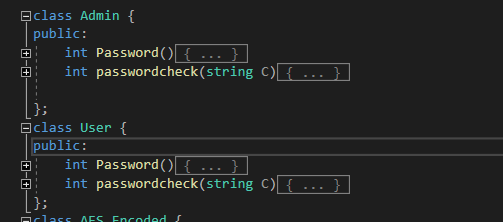 class Admin {
public:
int Password() { ... }
int passwordcheck(string C) { ... }
};
class User {
public:
int Password() { ... }
int passwordcheck(string C) { ... }
};
class AES_Encoded {